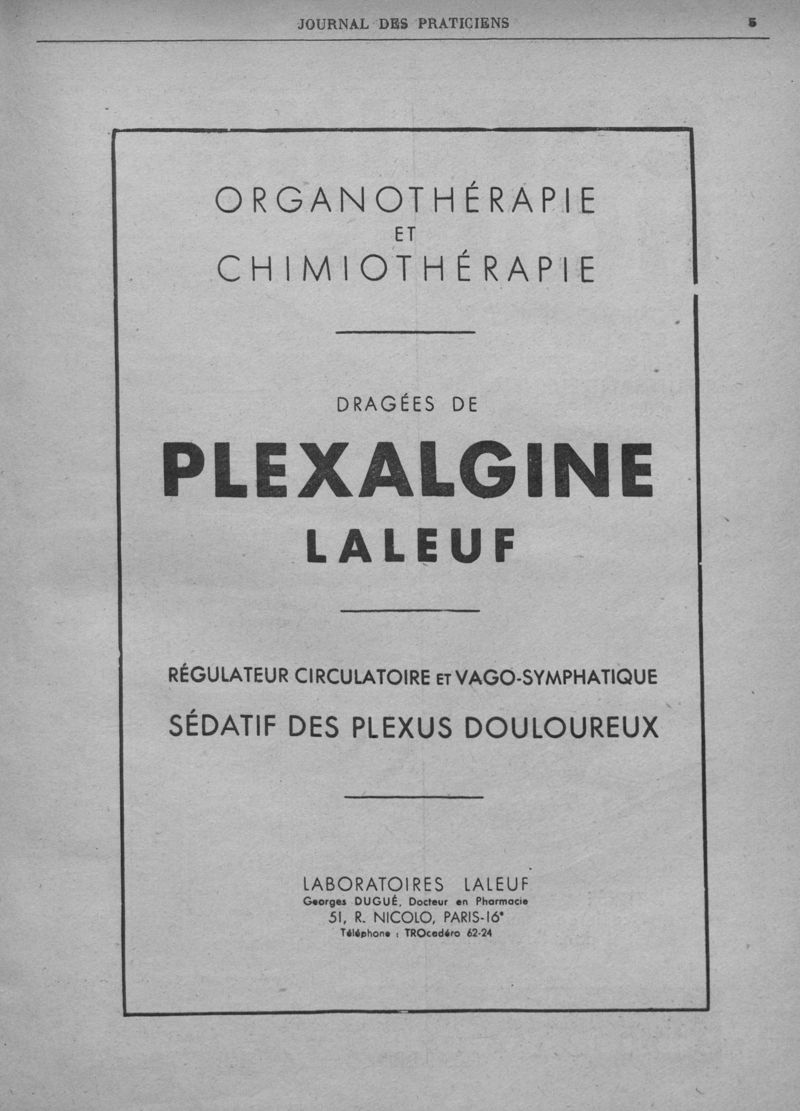 JOURNAL DES PRATICIENS 5
ORGANOTHÉRAPIE
ET
CHIMIOTHÉRAPIE
DRAGÉES DE
PLEXALGINE
LALEUF
RÉGULATEUR CIRCULATOIRE ET VAGO-SYMPHATIQUE
SÉDATIF DES PLEXUS DOULOUREUX
LABORATOIRES LALEUF
Georges DUGUÉ, Docteur en Pharmacie
51, R. NICOLO, PARIS-16e
Téléphone : TROcadéro 62-24